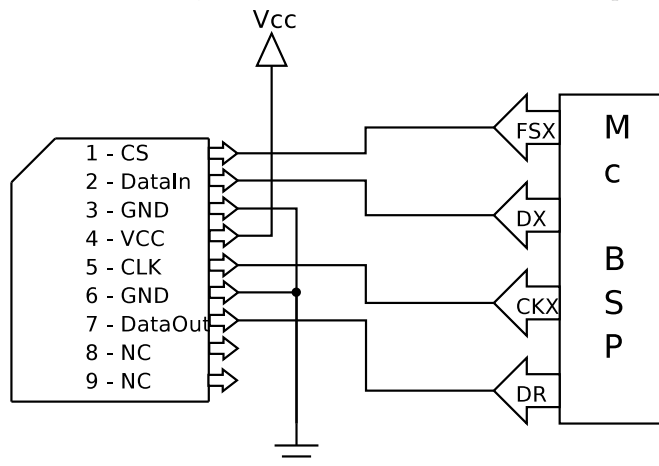 Vcc
1 - CS
2 - DataIn
3 - GND
4 - VCC
5 - CLK
6 - GND
7 - DataOut
8 - NC
9 - NC
FSX
DX
CKX
DR
M
c
B
S
P